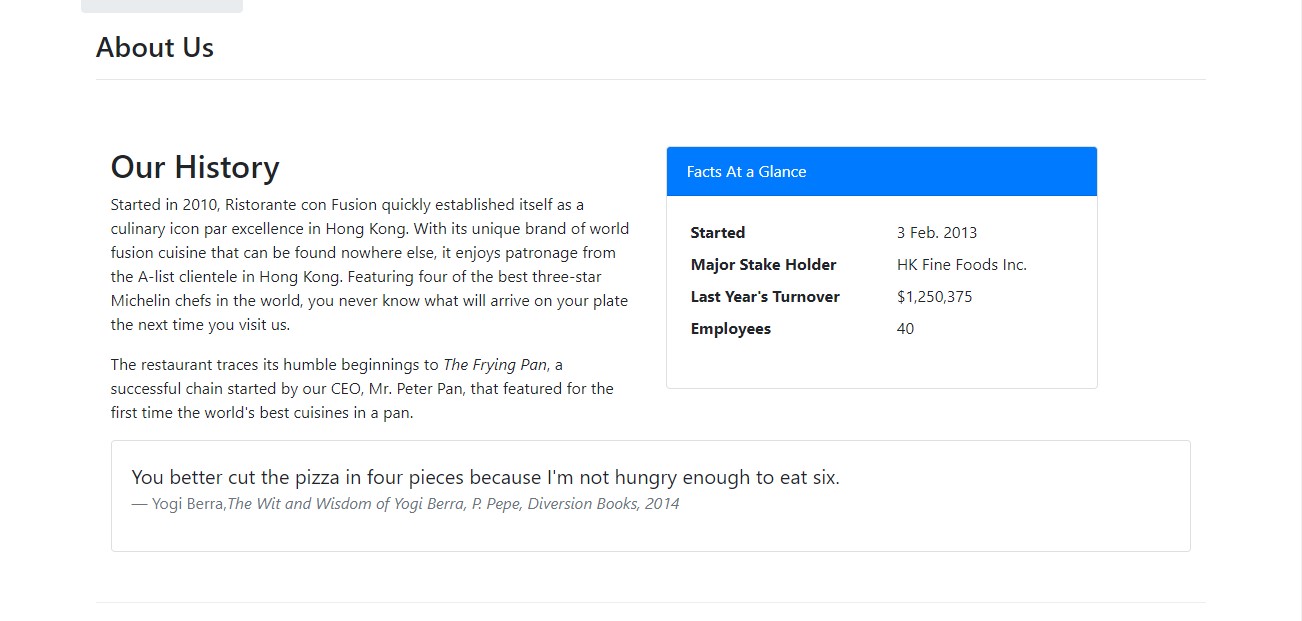 About Us
Our History
Started in 2010, Ristorante con Fusion quickly established itself as a
culinary icon par excellence in Hong Kong. With its unique brand of world
fusion cuisine that can be found nowhere else, it enjoys patronage from
the A-list clientele in Hong Kong. Featuring four of the best three-star
Michelin chefs in the world, you never know what will arrive on your plate
the next time you visit us.
The restaurant traces its humble beginnings to The Frying Pan, a
successful chain started by our CEO, Mr. Peter Pan, that featured for the
first time the world's best cuisines in a pan.
Facts At a Glance
Started 3 Feb. 2013
Major Stake Holder HK Fine Foods Inc.
Last Year's Turnover $1,250,375
Employees 40
You better cut the pizza in four pieces because I'm not hungry enough to eat six.
— Yogi Berra,The Wit and Wisdom of Yogi Berra, P. Pepe, Diversion Books, 2014